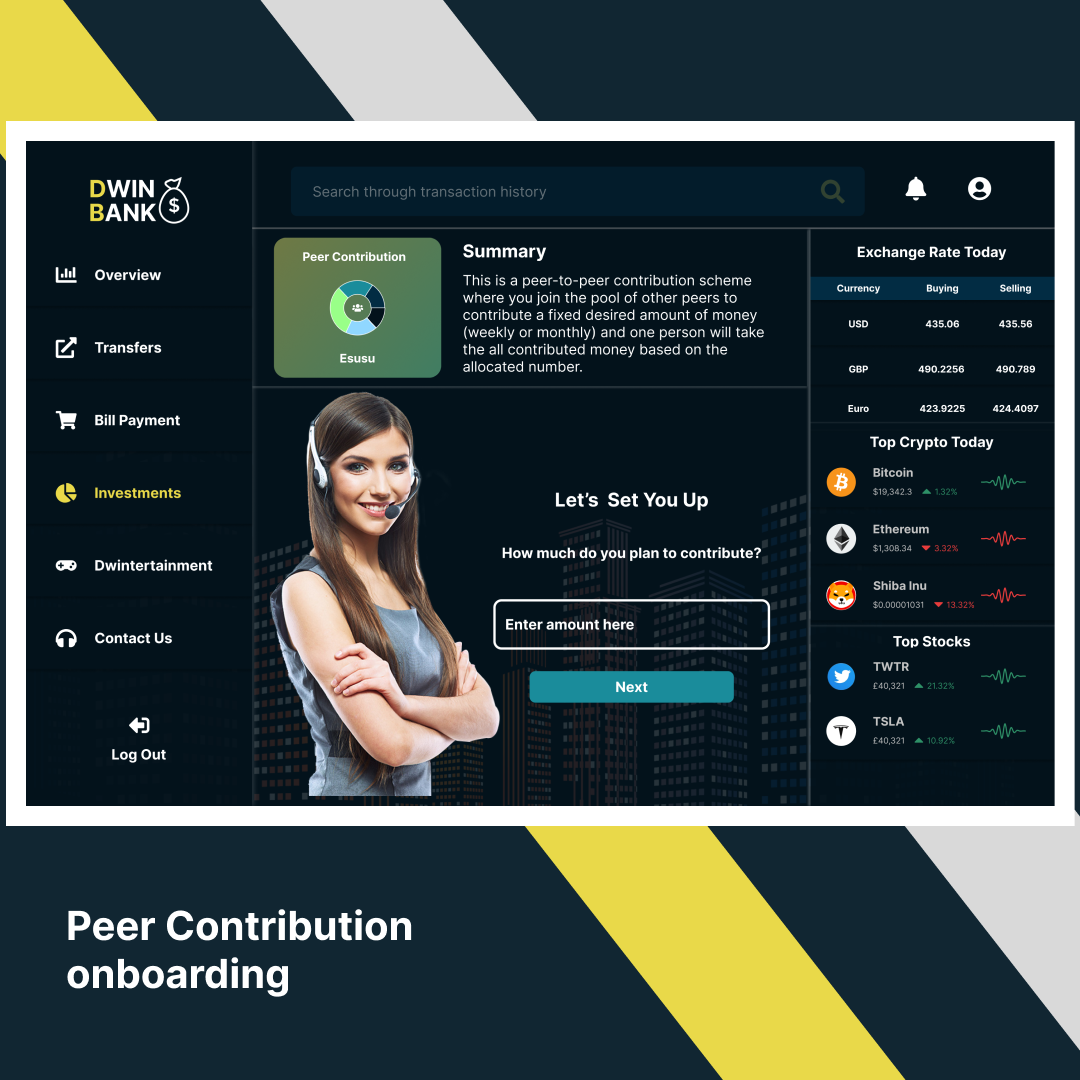 DWIN
BANK
$
Overview
Transfers
Bill Payment
Investments
Dwintertainment
Contact Us
Log Out
Search through transaction history
Peer Contribution
Esusu
Summary
This is a peer-to-peer contribution scheme
where you join the pool of other peers to
contribute a fixed desired amount of money
(weekly or monthly) and one person will take
the all contributed money based on the
allocated number.
Let’s Set You Up
How much do you plan to contribute?
Enter amount here
Next
Exchange Rate Today
Currency Buying Selling
USD 435.06 435.56
GBP 490.2256 490.789
Euro 423.9225 424.4097
Top Crypto Today
Bitcoin
$19,342.3 1.32%
Ethereum
$1,308.34 3.32%
Shiba Inu
$0.00001031 13.32%
Top Stocks
TWTR
£40,321 21.32%
TSLA
£40,321 10.92%
Peer Contribution
onboarding